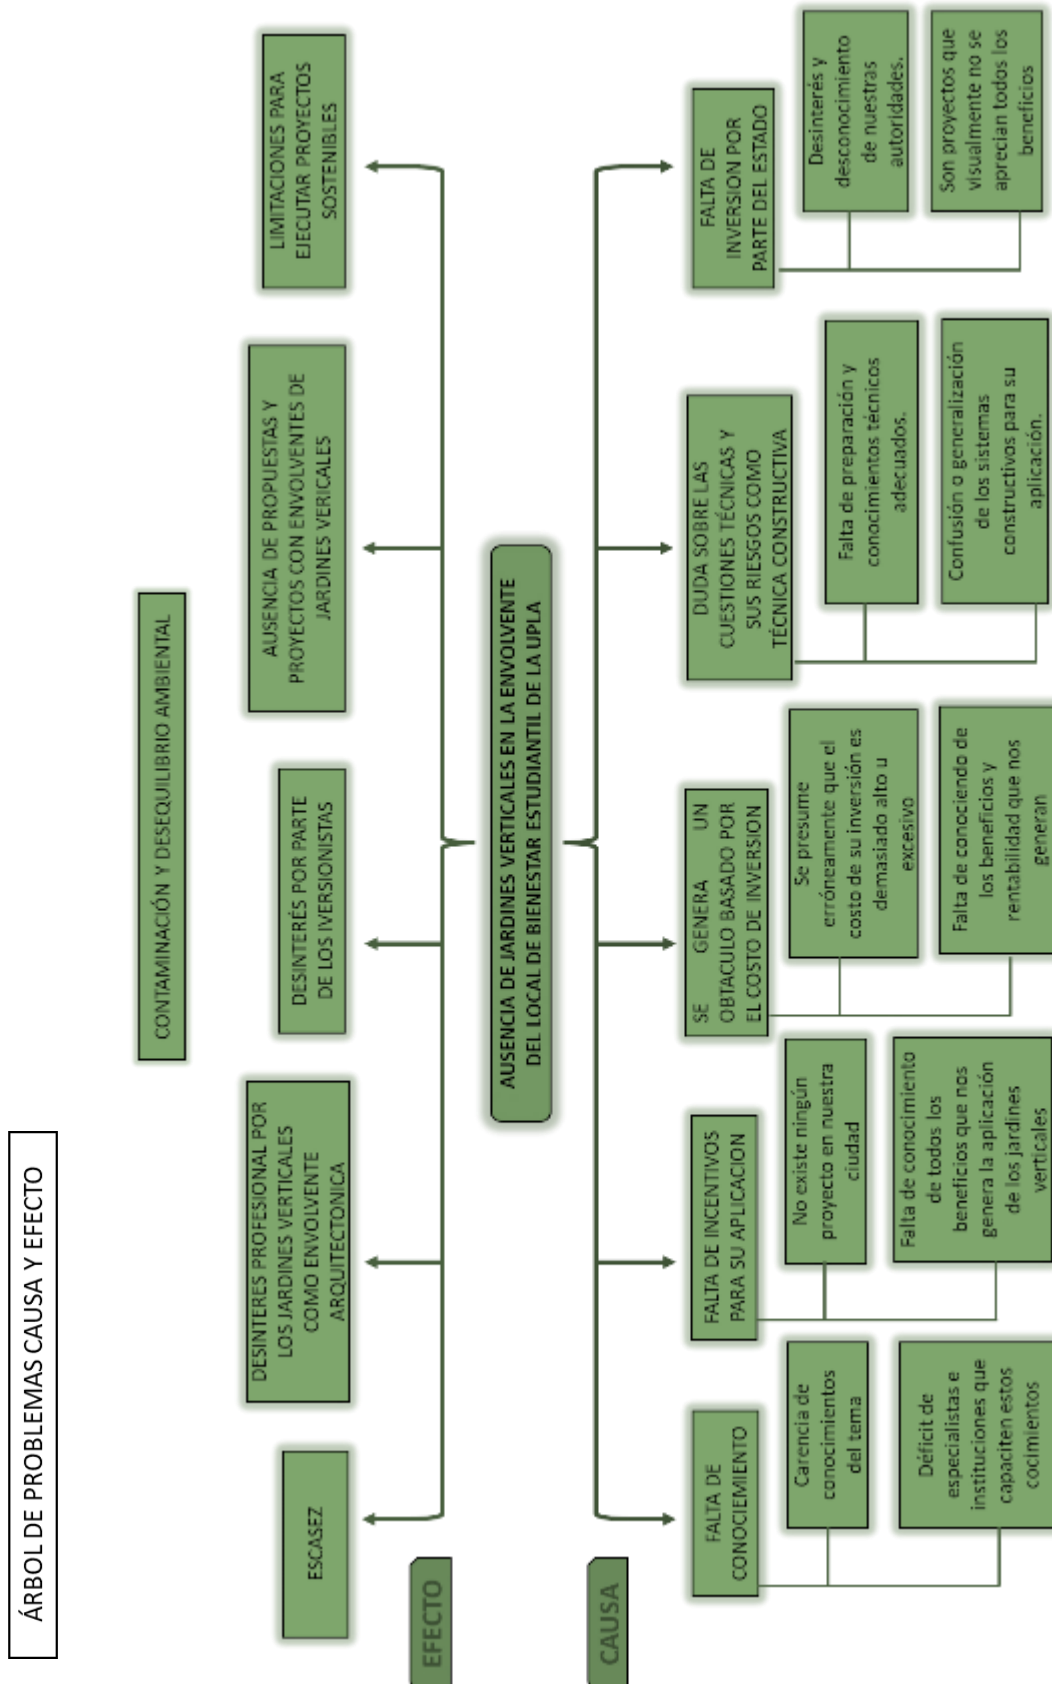 ÁRBOL DE PROBLEMAS CAUSA Y EFECTO
CONTAMINACIÓN Y DESEQUILIBRIO AMBIENTAL
ESCASEZ
DESINTERES PROFESIONAL POR
LOS JARDINES VERTICALES
COMO ENVOLVENTE
ARQUITECTONICA
DESINTERÉS POR PARTE
DE LOS IVERSIONISTAS
AUSENCIA DE PROPUESTAS Y
PROYECTOS CON ENVOLVENTES DE
JARDINES VERICALES
LIMITACIONES PARA
EJECUTAR PROYECTOS
SOSTENIBLES
EFECTO
AUSENCIA DE JARDINES VERTICALES EN LA ENVOLVENTE
DEL LOCAL DE BIENESTAR ESTUDIANTIL DE LA UPLA
CAUSA
FALTA DE
CONOCIEMIENTO
Carencia de
conocimientos
del tema
Déficit de
especialistas e
instituciones que
capaciten estos
cocimientos
FALTA DE INCENTIVOS
PARA SU APLICACION
No existe ningún
proyecto en nuestra
ciudad
Falta de conocimiento
de todos los
beneficios que nos
genera la aplicación
de los jardines
verticales
SE GENERA UN
OBTACULO BASADO POR
EL COSTO DE INVERSION
Se presume
erróneamente que el
costo de su inversión es
demasiado alto u
excesivo
Falta de conociendo de
los beneficios y
rentabilidad que nos
generan
DUDA SOBRE LAS
CUESTIONES TÉCNICAS Y
SUS RIESGOS COMO
TÉCNICA CONSTRUCTIVA
Falta de preparación y
conocimientos técnicos
adecuados.
Confusión o generalización
de los sistemas
constructivos para su
aplicación.
FALTA DE
INVERSION POR
PARTE DEL ESTADO
Desinterés y
desconocimiento
de nuestras
autoridades.
Son proyectos que
visualmente no se
aprecian todos los
beneficios